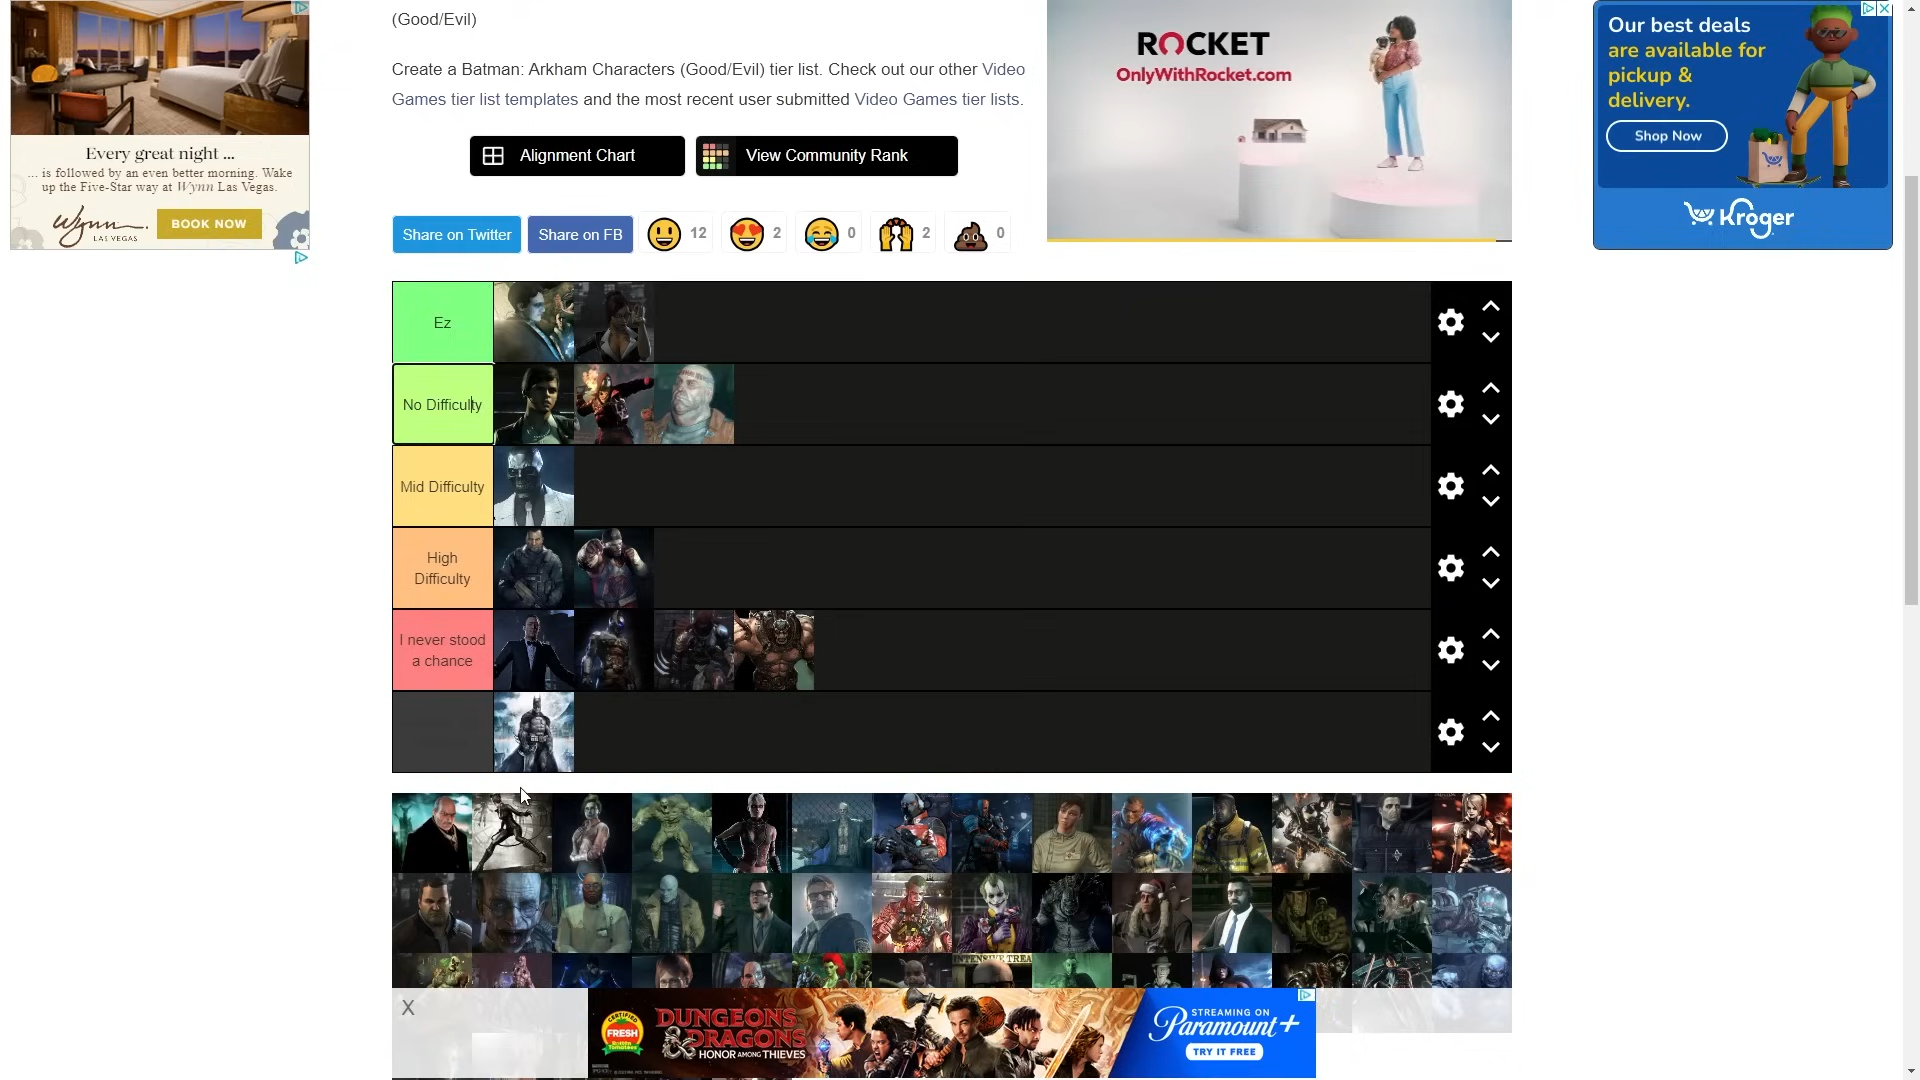 (Good/Evil)
Create a Batman: Arkham Characters (Good/Evil) tier list. Check out our other Video
Games tier list templates and the most recent user submitted Video Games tier lists.
Alignment Chart
View Community Rank
Share on Twitter
Share on FB
12
2
0
2
0
Every great night ...
... is followed by an even better morning. Wake
up the Five-Star way at Wynn Las Vegas.
Wynn
LAS VEGAS
BOOK NOW
ROCKET
OnlyWithRocket.com
Our best deals
are available for
pickup &
delivery.
Shop Now
Kroger
Ez
No Difficulty
Mid Difficulty
High
Difficulty
I never stood
a chance
INTENSIVE TREA
X
CERTIFIED
FRESH
DUNGEONS
& DRAGONS
HONOR AMONG THIEVES
STREAMING ON
Paramount+
TRY IT FREE